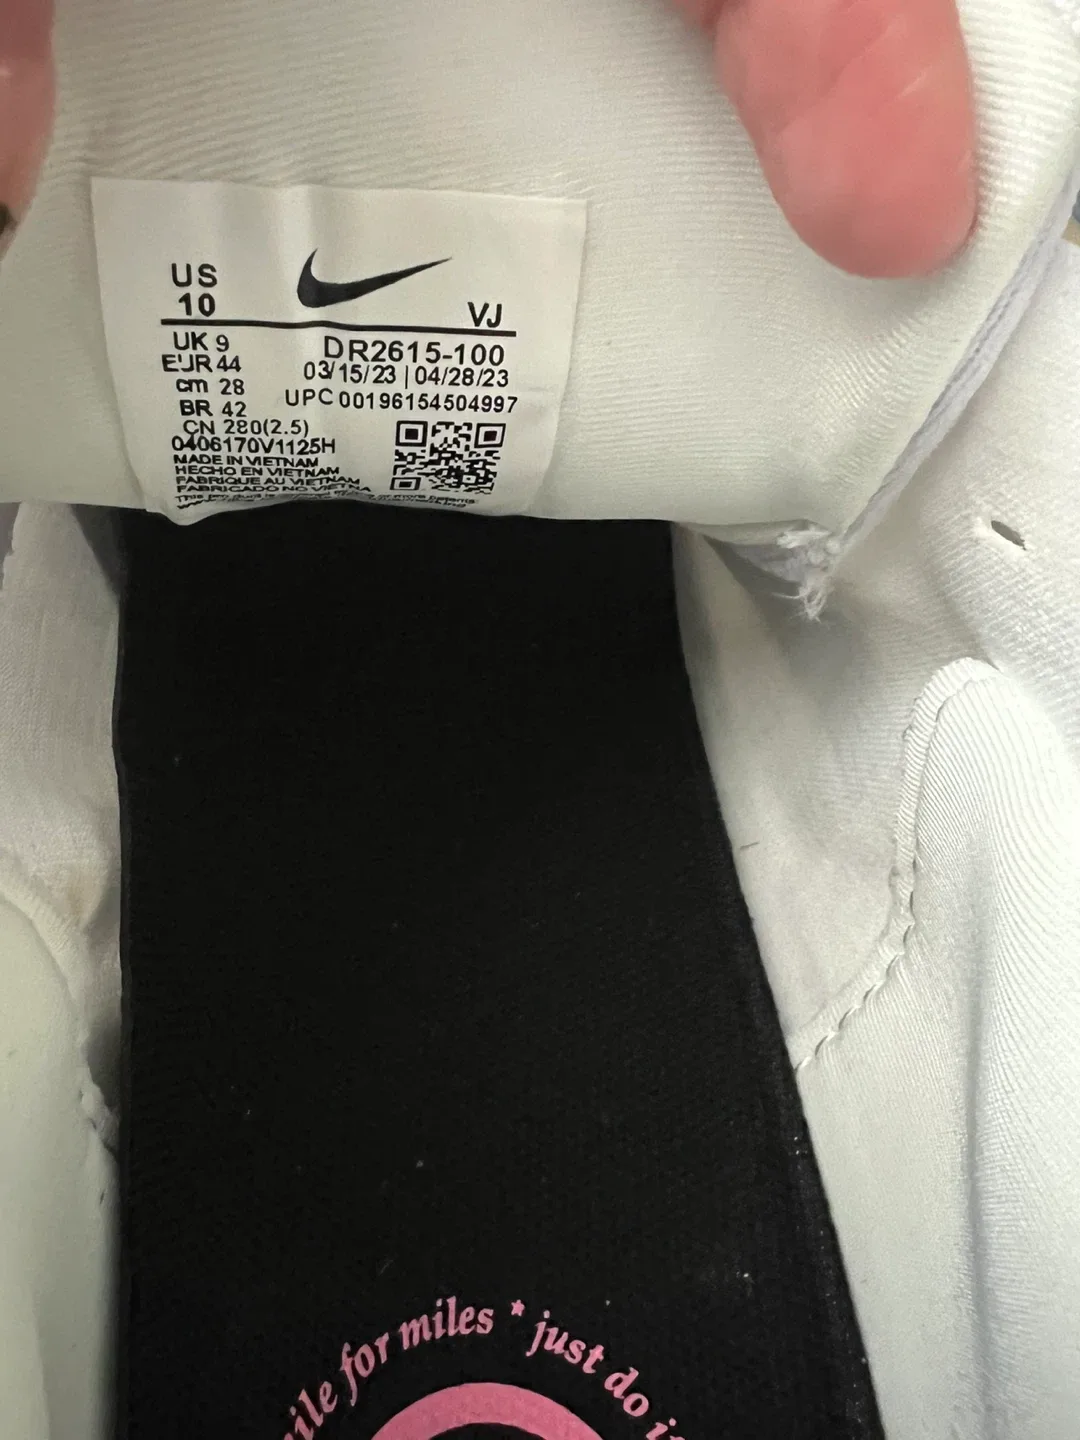 US
10
VJ
UK 9
DR2615-100
EUR 44
03/15/23 | 04/28/23
cm 28
UPC 00196154504997
BR 42
CN 280(2.5)
0406170V1125H
MADE IN VIETNAM
HECHO EN VIETNAM
FABRIQUE AU VIETNAM
FABRICADO NO VIETNA
for miles * just do